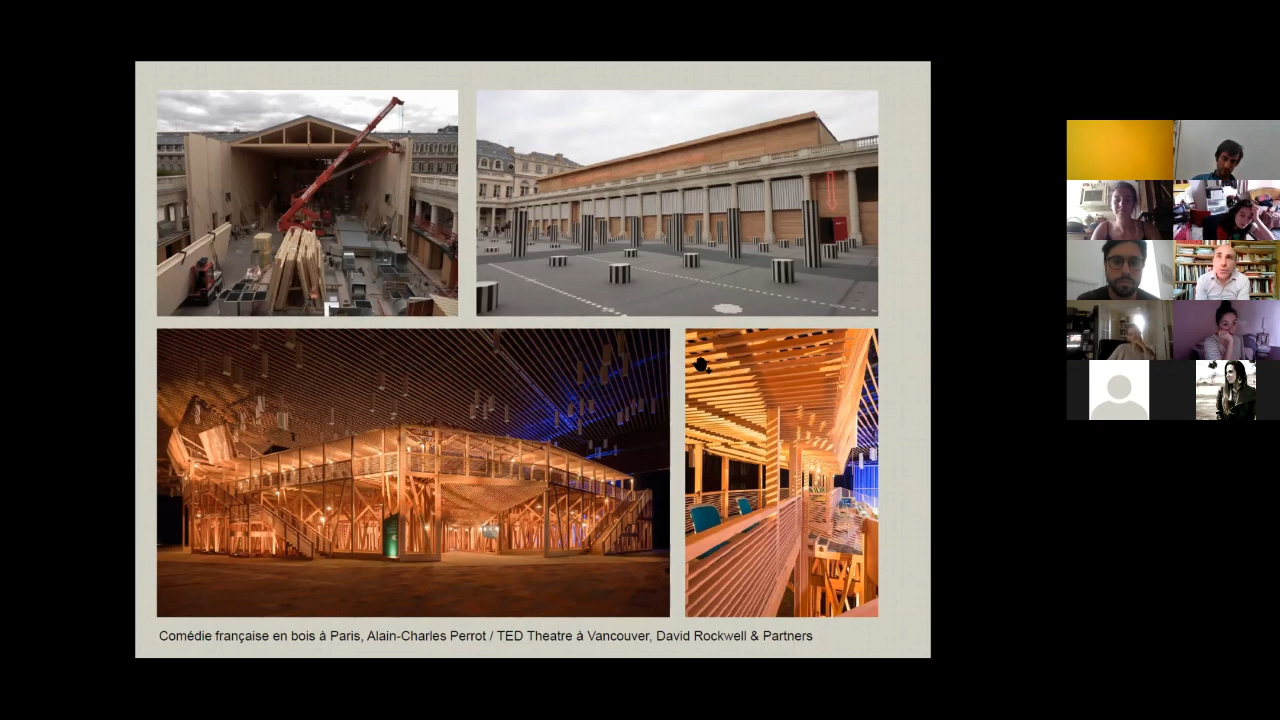 Comédie française en bois à Paris, Alain-Charles Perrot / TED Theatre à Vancouver, David Rockwell & Partners